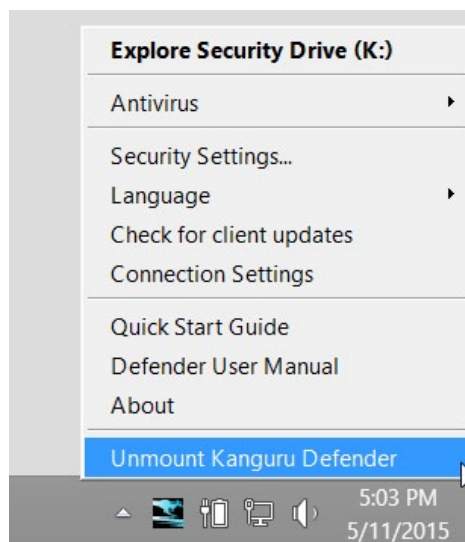 Explore Security Drive (K:)
Antivirus
Security Settings...
Language
Check for client updates
Connection Settings
Quick Start Guide
Defender User Manual
About
Unmount Kanguru Defender
5:03 PM
5/11/2015